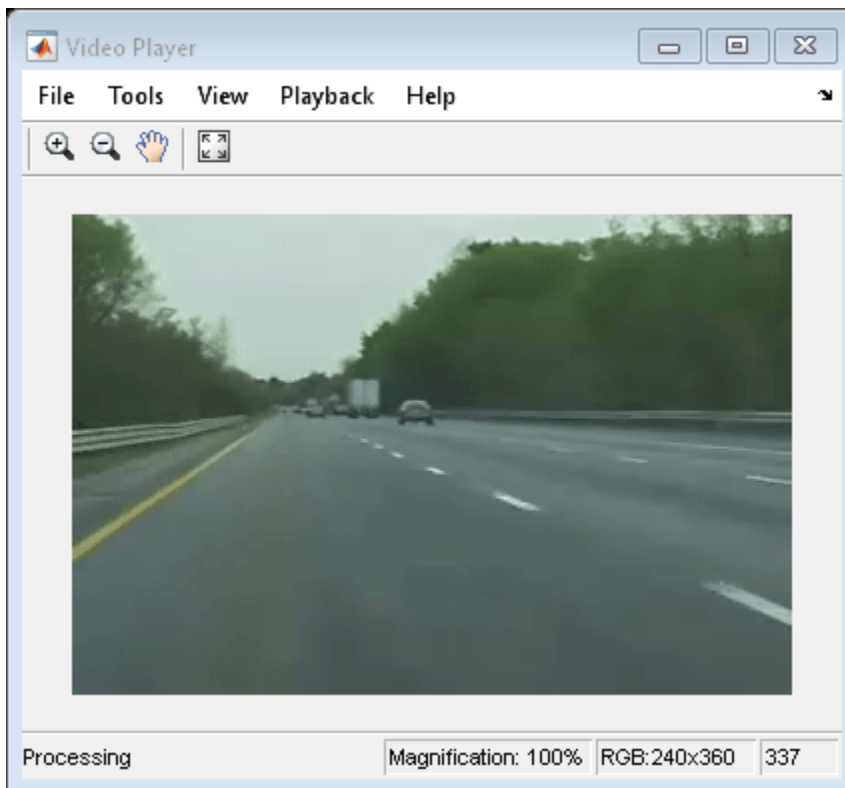 Video Player
File Tools View Playback Help
Processing Magnification: 100% RGB:240x360 337